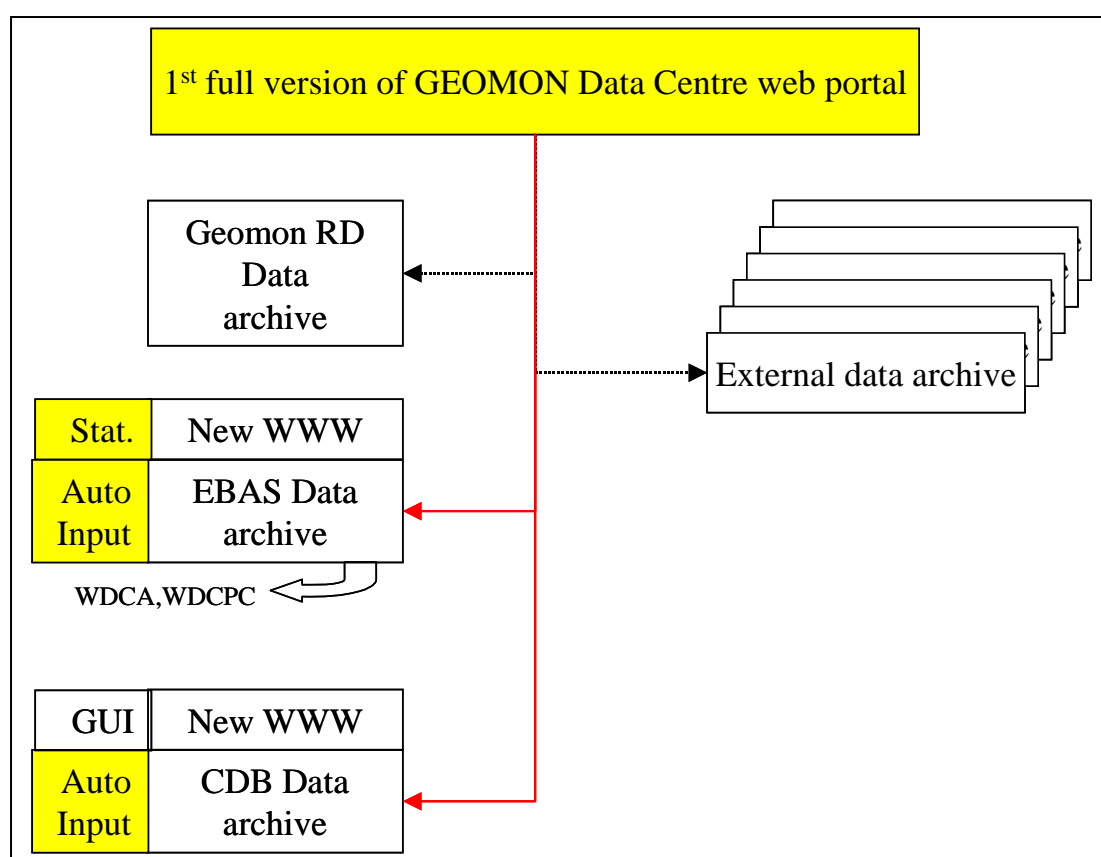 1st full version of GEOMON Data Centre web portal
Geomon RD
Data
archive
External data archive
Stat.
New WWW
Auto
Input
EBAS Data
archive
WDCA,WDCPC
GUI
New WWW
Auto
Input
CDB Data
archive